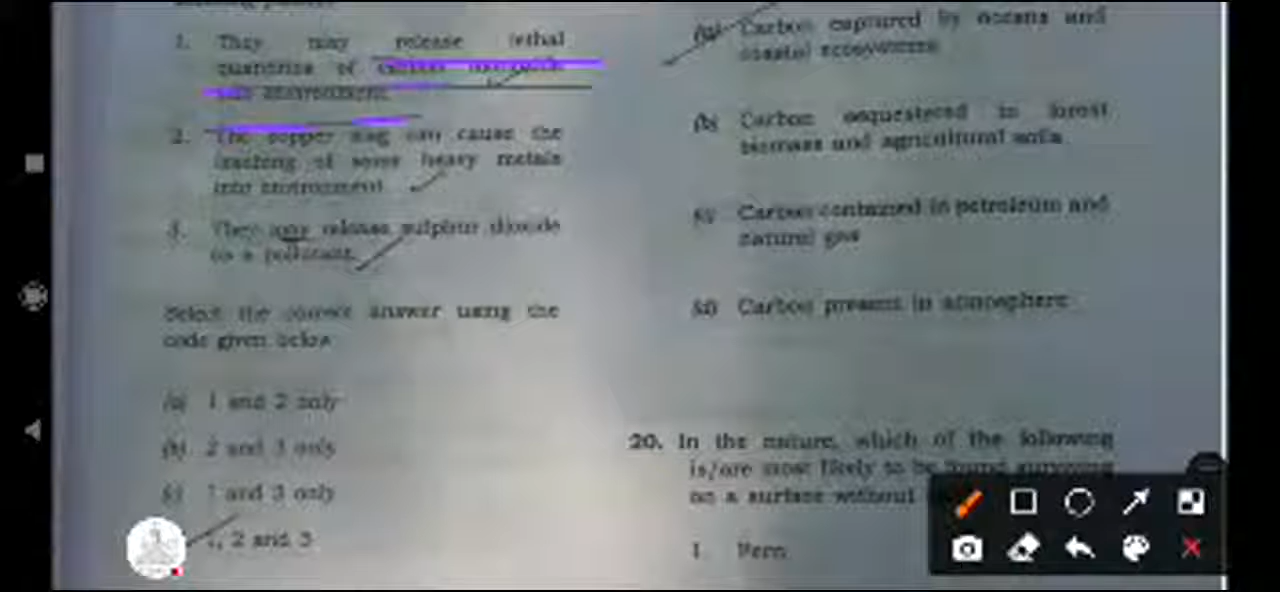 1. They may release lethal
quantities of carbon monoxide
into environment.
2. The copper slag can cause the
leaching of some heavy metals
into environment
3. They may release sulphur dioxide
as a pollutant.
Select the correct answer using the
code given below
(a) 1 and 2 only
(b) 2 and 3 only
(c) 1 and 3 only
1, 2 and 3
(a) Carbon captured by oceans and
coastal ecosystems
(b) Carbon sequestered in forest
biomass and agricultural soils
(c) Carbon contained in petroleum and
natural gas
(d) Carbon present in atmosphere
20. In the nature, which of the following
is/are most likely to be found surviving
on a surface without
1. Fern